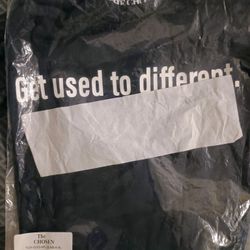 Get used to different.
The
CHOSEN